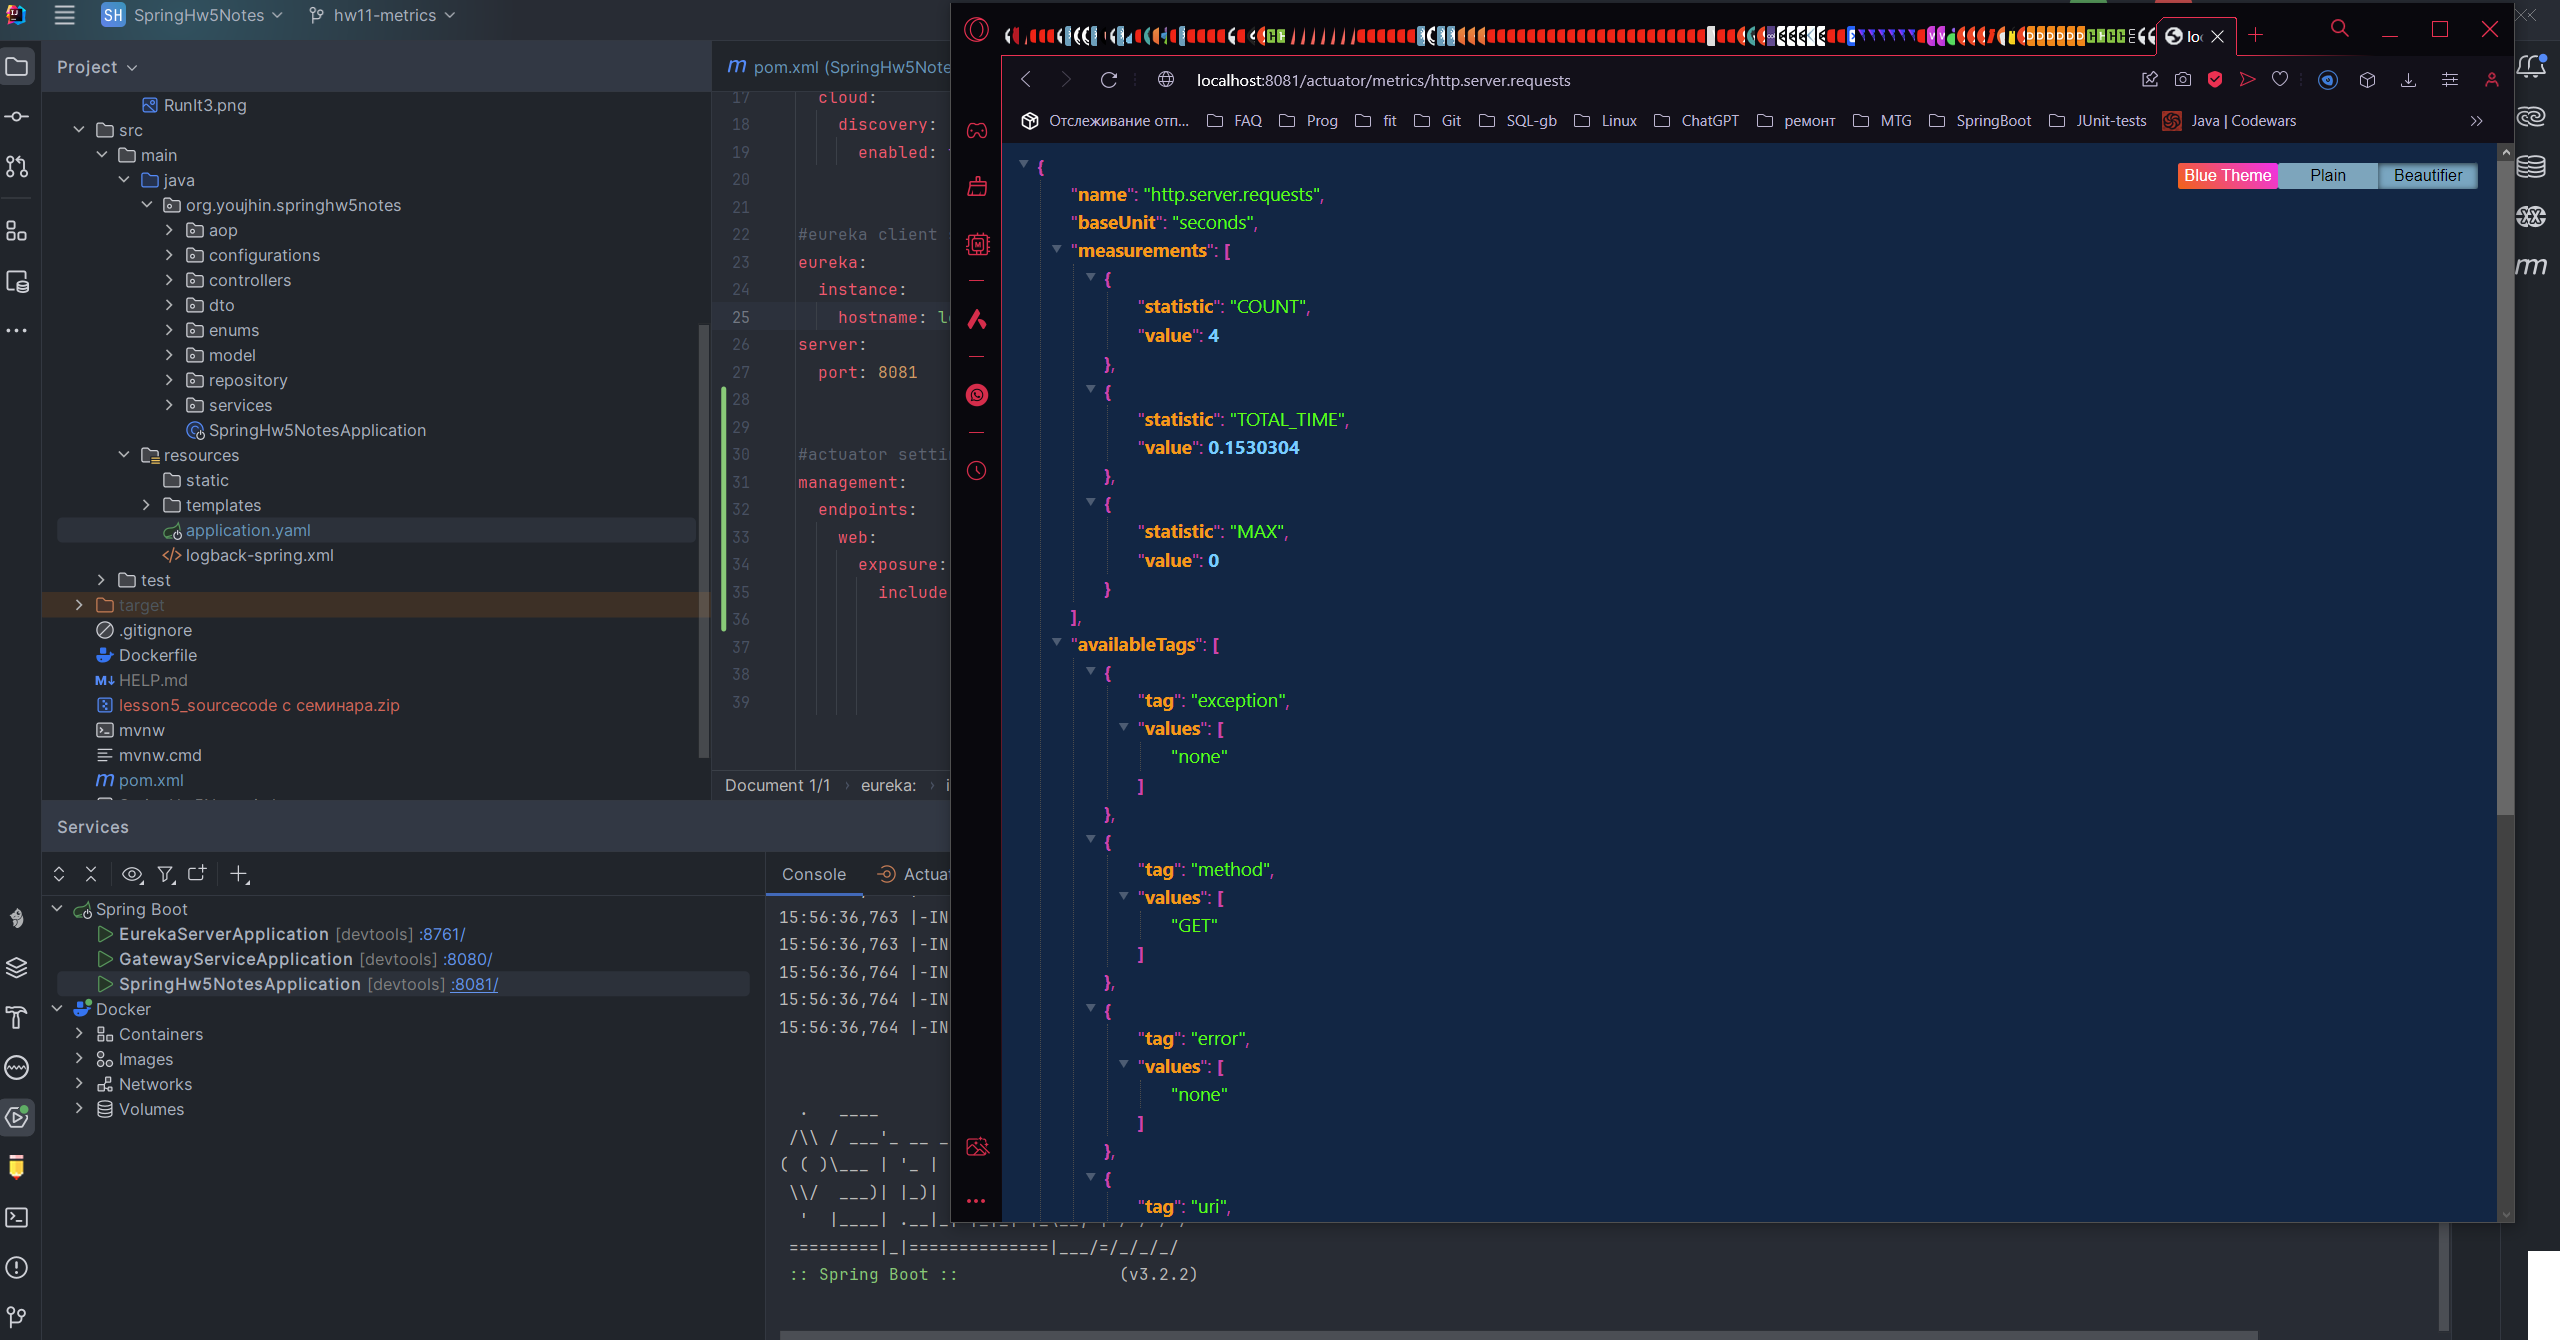 SH SpringHw5Notes hw11-metrics
Project
RunIt3.png
src
main
java
org.youjhin.springhw5notes
aop
configurations
controllers
dto
enums
model
repository
services
SpringHw5NotesApplication
resources
static
templates
application.yaml
logback-spring.xml
test
target
.gitignore
Dockerfile
HELP.md
lesson5_sourcecode с семинара.zip
mvnw
mvnw.cmd
pom.xml
pom.xml (SpringHw5Note
17 cloud:
18 discovery:
19 enabled:
20
21
22 #eureka client
23 eureka:
24 instance:
25 hostname:
26 server:
27 port: 8081
28
29
30 #actuator setti
31 management:
32 endpoints:
33 web:
34 exposure:
35 include
36
37
38
39
Document 1/1 › eureka: ›
Services
Spring Boot
EurekaServerApplication [devtools] :8761/
GatewayServiceApplication [devtools] :8080/
SpringHw5NotesApplication [devtools] :8081/
Docker
Containers
Images
Networks
Volumes
Console Actua
15:56:36,763 |-IN
15:56:36,763 |-IN
15:56:36,764 |-IN
15:56:36,764 |-IN
15:56:36,764 |-IN
=========|_|==============|___/=/_/_/_/
:: Spring Boot :: (v3.2.2)
lo
localhost:8081/actuator/metrics/http.server.requests
Отслеживание отп... FAQ Prog fit Git SQL-gb Linux ChatGPT ремонт MTG SpringBoot JUnit-tests Java | Codewars
Blue Theme Plain Beautifier
{
"name": "http.server.requests",
"baseUnit": "seconds",
"measurements": [
{
"statistic": "COUNT",
"value": 4
},
{
"statistic": "TOTAL_TIME",
"value": 0.1530304
},
{
"statistic": "MAX",
"value": 0
}
],
"availableTags": [
{
"tag": "exception",
"values": [
"none"
]
},
{
"tag": "method",
"values": [
"GET"
]
},
{
"tag": "error",
"values": [
"none"
]
},
{
"tag": "uri",